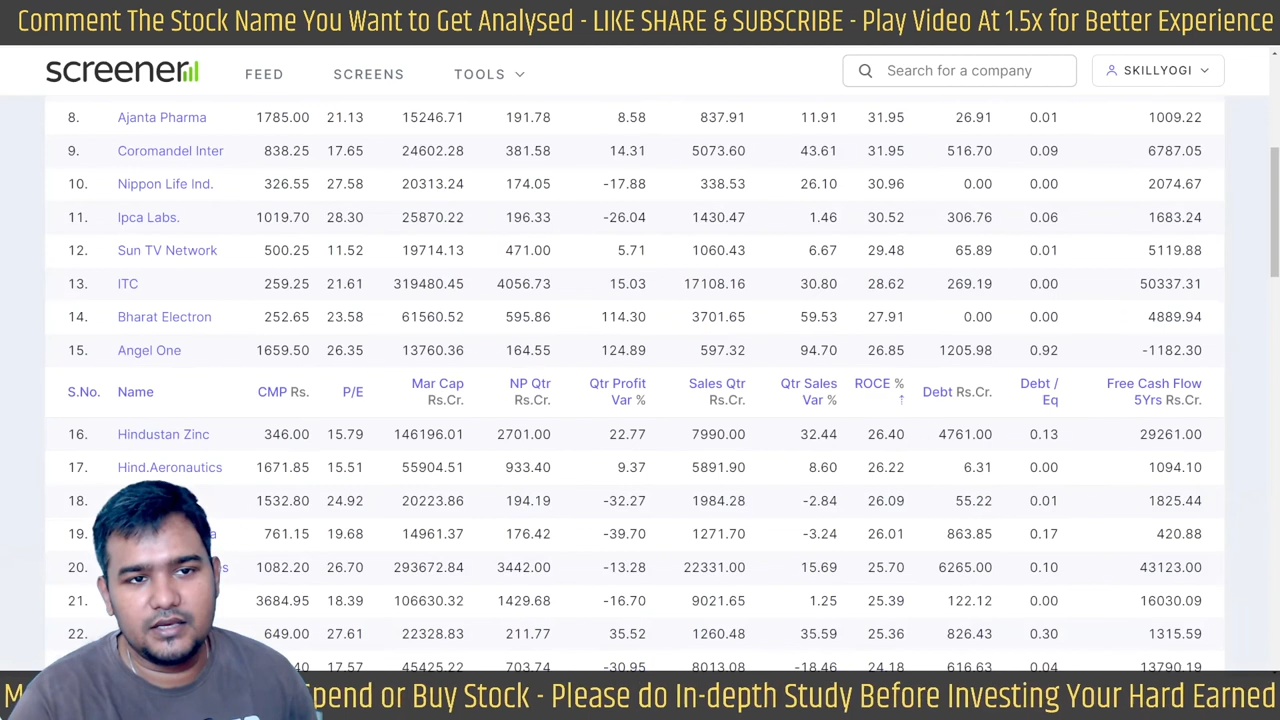 Comment The Stock Name You Want to Get Analysed - LIKE SHARE & SUBSCRIBE - Play Video At 1.5x for Better Experience
screener FEED SCREENS TOOLS Search for a company SKILLYOGI
8. Ajanta Pharma 1785.00 21.13 15246.71 191.78 8.58 837.91 11.91 31.95 26.91 0.01 1009.22
9. Coromandel Inter 838.25 17.65 24602.28 381.58 14.31 5073.60 43.61 31.95 516.70 0.09 6787.05
10. Nippon Life Ind. 326.55 27.58 20313.24 174.05 -17.88 338.53 26.10 30.96 0.00 0.00 2074.67
11. Ipca Labs. 1019.70 28.30 25870.22 196.33 -26.04 1430.47 1.46 30.52 306.76 0.06 1683.24
12. Sun TV Network 500.25 11.52 19714.13 471.00 5.71 1060.43 6.67 29.48 65.89 0.01 5119.88
13. ITC 259.25 21.61 319480.45 4056.73 15.03 17108.16 30.80 28.62 269.19 0.00 50337.31
14. Bharat Electron 252.65 23.58 61560.52 595.86 114.30 3701.65 59.53 27.91 0.00 0.00 4889.94
15. Angel One 1659.50 26.35 13760.36 164.55 124.89 597.32 94.70 26.85 1205.98 0.92 -1182.30
S.No. Name CMP Rs. P/E Mar Cap Rs.Cr. NP Qtr Rs.Cr. Qtr Profit Var % Sales Qtr Rs.Cr. Qtr Sales Var % ROCE % ↑ Debt Rs.Cr. Debt / Eq Free Cash Flow 5Yrs Rs.Cr.
16. Hindustan Zinc 346.00 15.79 146196.01 2701.00 22.77 7990.00 32.44 26.40 4761.00 0.13 29261.00
17. Hind.Aeronautics 1671.85 15.51 55904.51 933.40 9.37 5891.90 8.60 26.22 6.31 0.00 1094.10
18. 1532.80 24.92 20223.86 194.19 -32.27 1984.28 -2.84 26.09 55.22 0.01 1825.44
19. 761.15 19.68 14961.37 176.42 -39.70 1271.70 -3.24 26.01 863.85 0.17 420.88
20. 1082.20 26.70 293672.84 3442.00 -13.28 22331.00 15.69 25.70 6265.00 0.10 43123.00
21. 3684.95 18.39 106630.32 1429.68 -16.70 9021.65 1.25 25.39 122.12 0.00 16030.09
22. 649.00 27.61 22328.83 211.77 35.52 1260.48 35.59 25.36 826.43 0.30 1315.59
17.57 45425.22 703.74 -30.95 8013.08 -18.46 24.18 616.63 0.04 13790.19
Spend or Buy Stock - Please do In-depth Study Before Investing Your Hard Earned